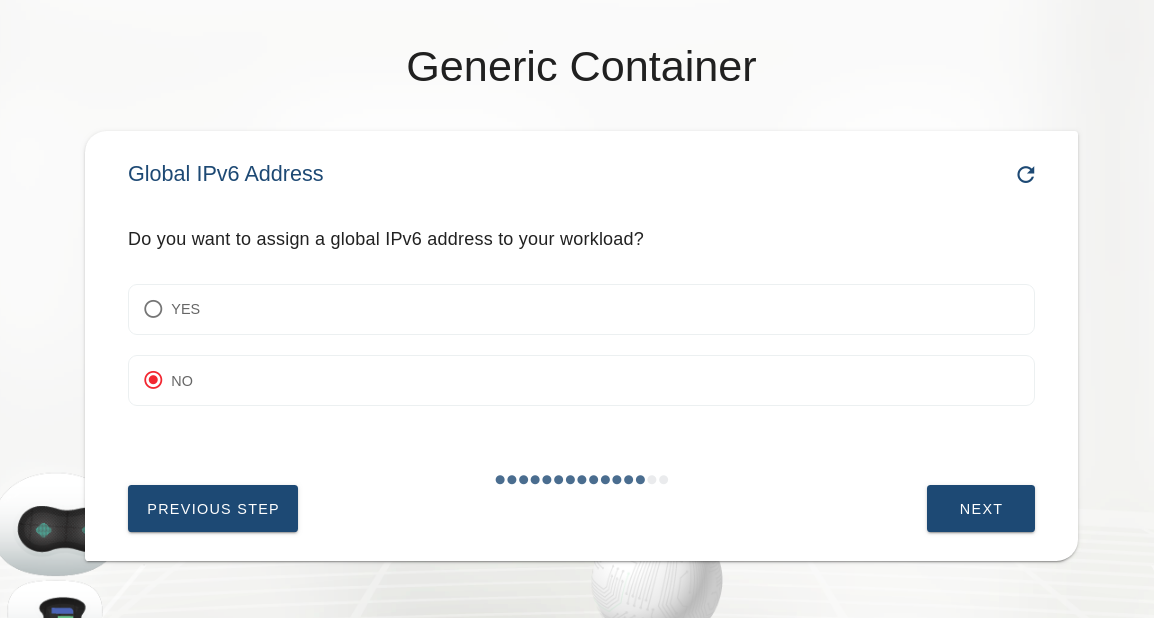 Generic Container
Global IPv6 Address
Do you want to assign a global IPv6 address to your workload?
YES
NO
PREVIOUS STEP
NEXT